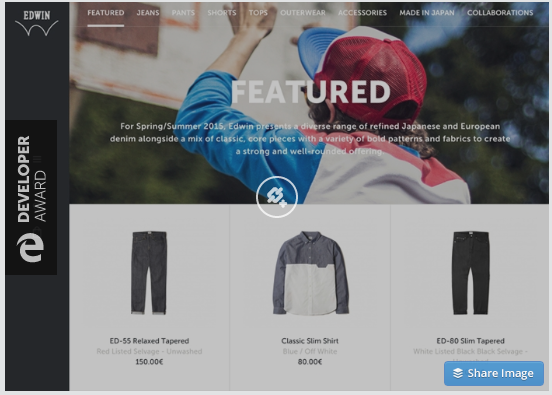 EDWIN
FEATURED JEANS PANTS SHORTS TOPS OUTERWEAR ACCESSORIES MADE IN JAPAN COLLABORATIONS
FEATURED
For Spring/Summer 2015, Edwin presents a diverse range of refined Japanese and European
denim alongside a mix of classic, core pieces with a variety of bold patterns and fabrics to create
a strong and well-rounded offering.
DEVELOPER
AWARD
ED-55 Relaxed Tapered
Red Listed Selvage - Unwashed
150.00€
Classic Slim Shirt
Blue / Off White
80.00€
ED-80 Slim Tapered
White Listed Black Black Selvage -
Share Image